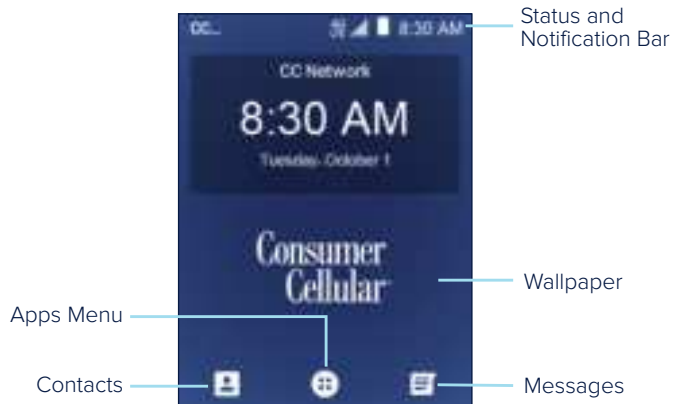 CC...
8:30 AM
Status and
Notification Bar
CC Network
8:30 AM
Tuesday, October 1
Consumer
Cellular
Wallpaper
Apps Menu
Contacts
Messages